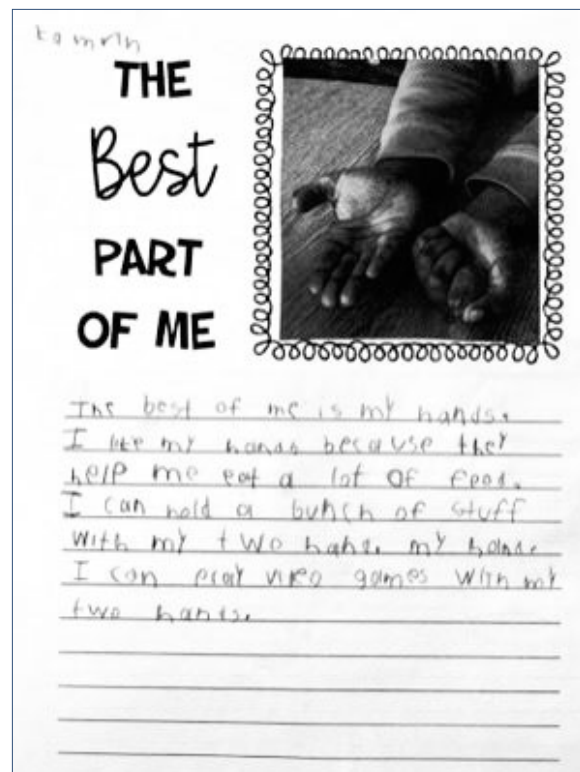 Kamrin
THE
Best
PART
OF ME
The best of me is my hands.
I like my hands because they
help me eat a lot of food.
I can hold a bunch of stuff
with my two hans. my hans.
I can play video games with my
two hands.